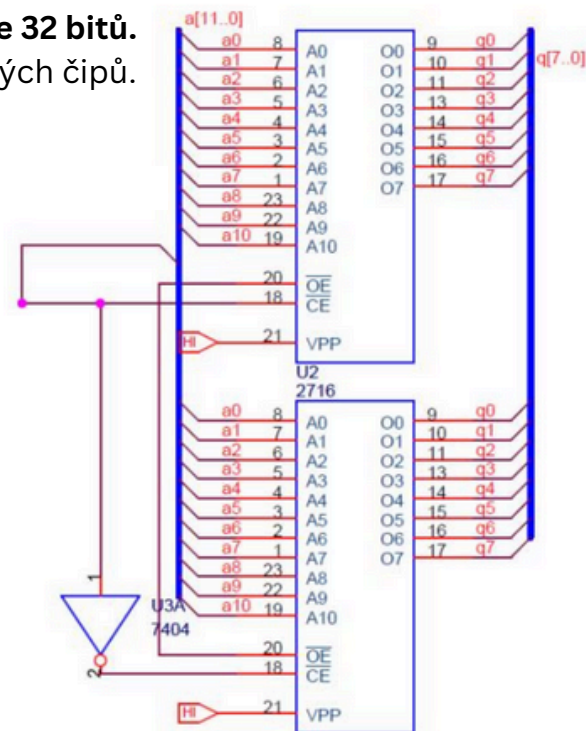 e 32 bitů.
ých čipů.
a[11..0]
q[7..0]
a0 8 A0 O0 9 q0
a1 7 A1 O1 10 q1
a2 6 A2 O2 11 q2
a3 5 A3 O3 13 q3
a4 4 A4 O4 14 q4
a5 3 A5 O5 15 q5
a6 2 A6 O6 16 q6
a7 1 A7 O7 17 q7
a8 23 A8
a9 22 A9
a10 19 A10
20 OE
18 CE
HI 21 VPP
U2
2716
a0 8 A0 O0 9 q0
a1 7 A1 O1 10 q1
a2 6 A2 O2 11 q2
a3 5 A3 O3 13 q3
a4 4 A4 O4 14 q4
a5 3 A5 O5 15 q5
a6 2 A6 O6 16 q6
a7 1 A7 O7 17 q7
a8 23 A8
a9 22 A9
a10 19 A10
1
U3A
7404
2
20 OE
18 CE
HI 21 VPP